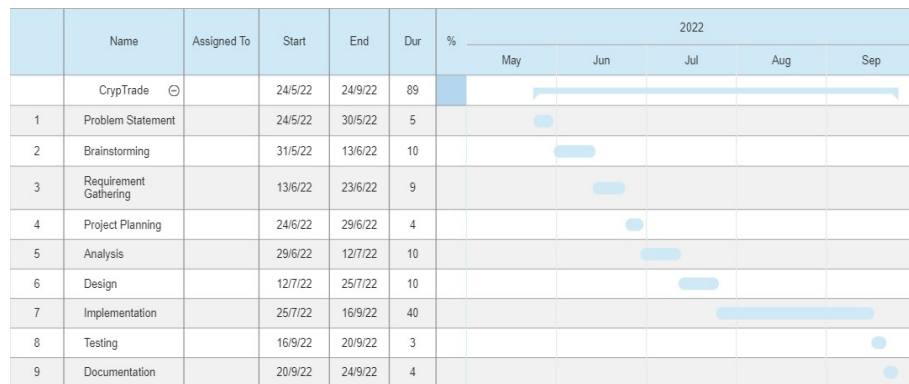 Name Assigned To Start End Dur % 2022
May Jun Jul Aug Sep
CrypTrade 24/5/22 24/9/22 89
1 Problem Statement 24/5/22 30/5/22 5
2 Brainstorming 31/5/22 13/6/22 10
3 Requirement Gathering 13/6/22 23/6/22 9
4 Project Planning 24/6/22 29/6/22 4
5 Analysis 29/6/22 12/7/22 10
6 Design 12/7/22 25/7/22 10
7 Implementation 25/7/22 16/9/22 40
8 Testing 16/9/22 20/9/22 3
9 Documentation 20/9/22 24/9/22 4